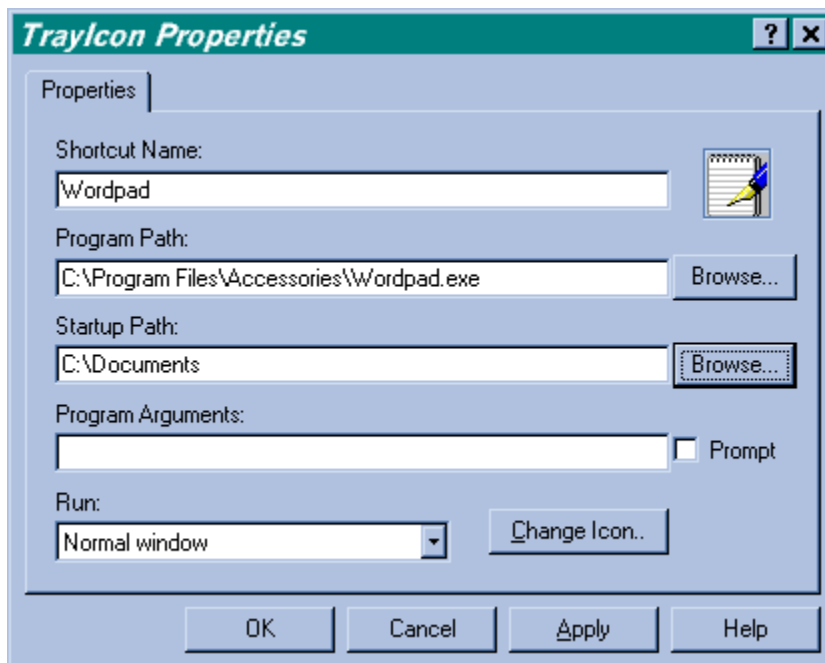 TrayIcon Properties
Properties
Shortcut Name:
Wordpad
Program Path:
C:\Program Files\Accessories\Wordpad.exe
Browse...
Startup Path:
C:\Documents
Browse...
Program Arguments:
Prompt
Run:
Normal window
Change Icon..
OK
Cancel
Apply
Help